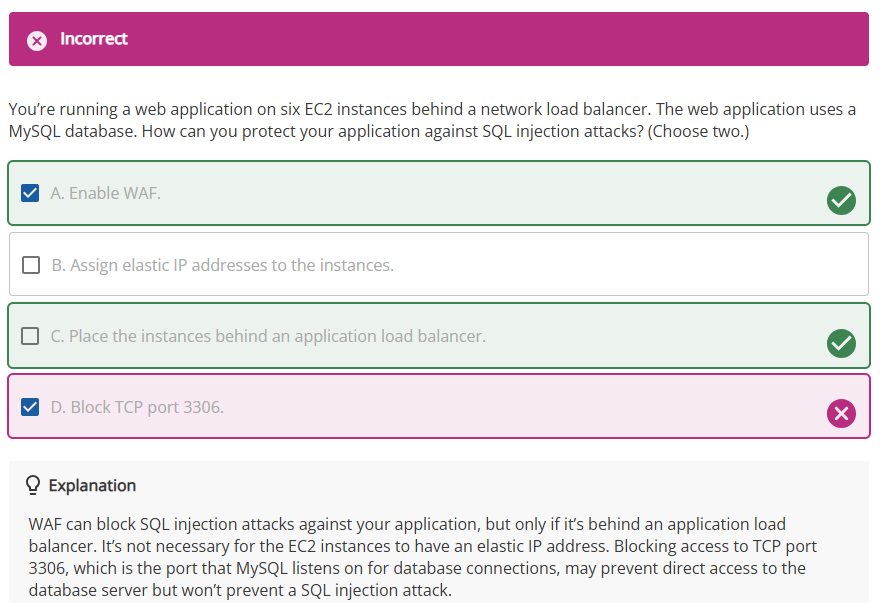 Incorrect
You’re running a web application on six EC2 instances behind a network load balancer. The web application uses a
MySQL database. How can you protect your application against SQL injection attacks? (Choose two.)
A. Enable WAF.
B. Assign elastic IP addresses to the instances.
C. Place the instances behind an application load balancer.
D. Block TCP port 3306.
Explanation
WAF can block SQL injection attacks against your application, but only if it’s behind an application load
balancer. It’s not necessary for the EC2 instances to have an elastic IP address. Blocking access to TCP port
3306, which is the port that MySQL listens on for database connections, may prevent direct access to the
database server but won’t prevent a SQL injection attack.